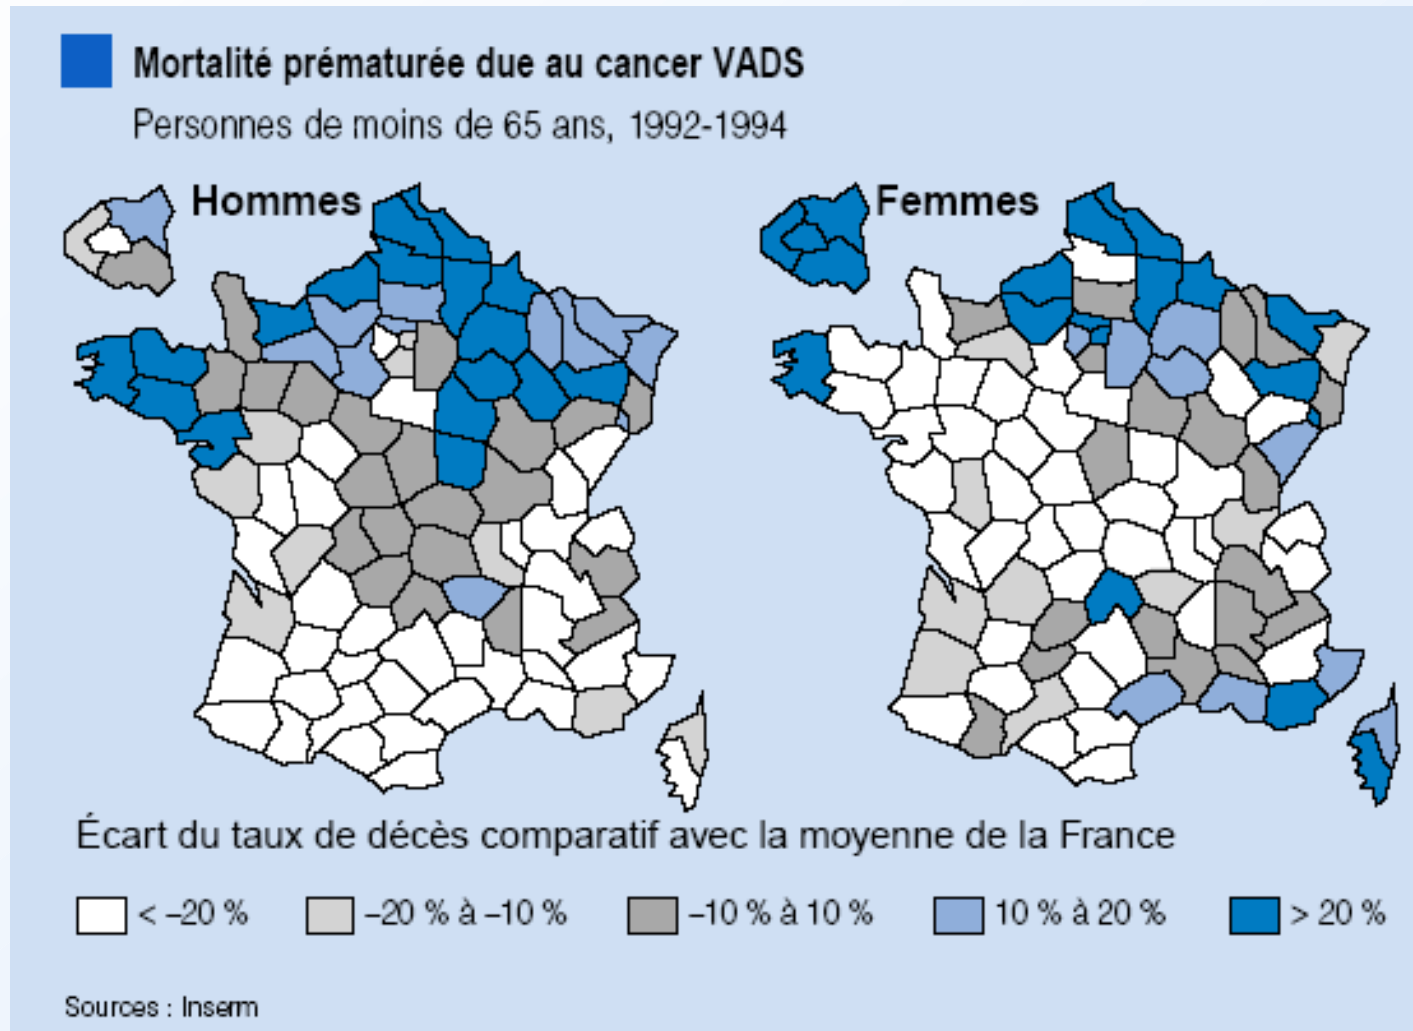 Mortalité prématurée due au cancer VADS
Personnes de moins de 65 ans, 1992-1994
Hommes
Femmes
Écart du taux de décès comparatif avec la moyenne de la France
< –20 %
–20 % à –10 %
–10 % à 10 %
10 % à 20 %
> 20 %
Sources : Inserm